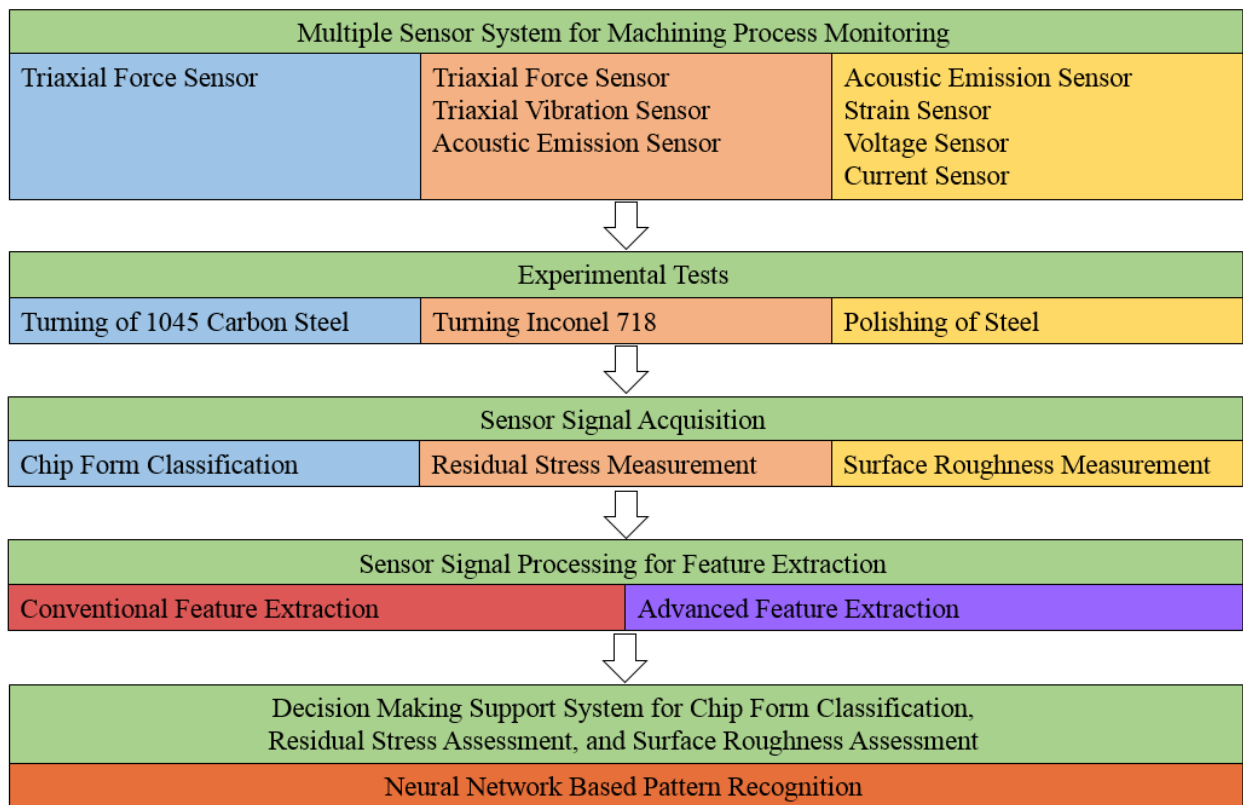 Multiple Sensor System for Machining Process Monitoring
Triaxial Force Sensor
Triaxial Force Sensor
Triaxial Vibration Sensor
Acoustic Emission Sensor
Acoustic Emission Sensor
Strain Sensor
Voltage Sensor
Current Sensor
Experimental Tests
Turning of 1045 Carbon Steel
Turning Inconel 718
Polishing of Steel
Sensor Signal Acquisition
Chip Form Classification
Residual Stress Measurement
Surface Roughness Measurement
Sensor Signal Processing for Feature Extraction
Conventional Feature Extraction
Advanced Feature Extraction
Decision Making Support System for Chip Form Classification,
Residual Stress Assessment, and Surface Roughness Assessment
Neural Network Based Pattern Recognition